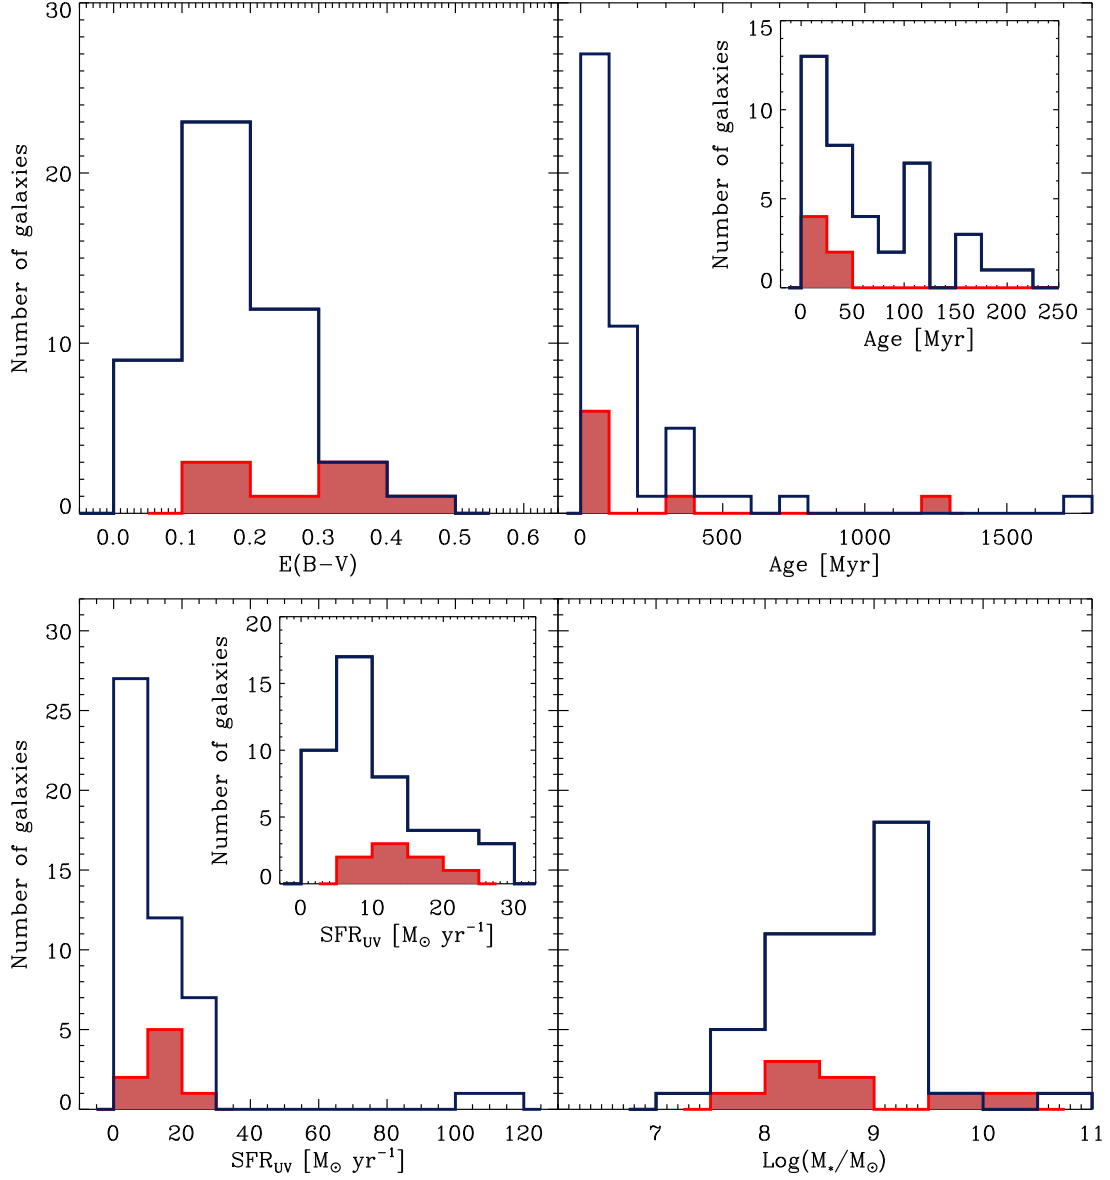 30
20
10
0
Number of galaxies
0.0 0.1 0.2 0.3 0.4 0.5 0.6
E(B−V)
0 500 1000 1500
Age [Myr]
15
10
5
0
Number of galaxies
0 50 100 150 200 250
Age [Myr]
30
25
20
15
10
5
0
Number of galaxies
0 20 40 60 80 100 120
SFR_UV [M_⊙ yr⁻¹]
20
15
10
5
0
Number of galaxies
0 10 20 30
SFR_UV [M_⊙ yr⁻¹]
7 8 9 10 11
Log(M_*/M_⊙)